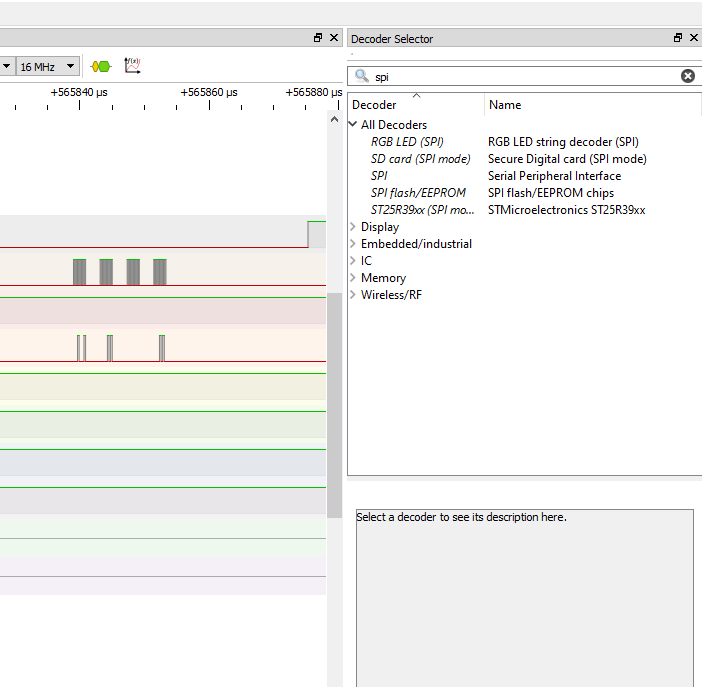 Decoder Selector
16 MHz
f(x)
spi
+565840 µs +565860 µs +565880 µs
Decoder Name
All Decoders
RGB LED (SPI) RGB LED string decoder (SPI)
SD card (SPI mode) Secure Digital card (SPI mode)
SPI Serial Peripheral Interface
SPI flash/EEPROM SPI flash/EEPROM chips
ST25R39xx (SPI mo... STMicroelectronics ST25R39xx
Display
Embedded/industrial
IC
Memory
Wireless/RF
Select a decoder to see its description here.